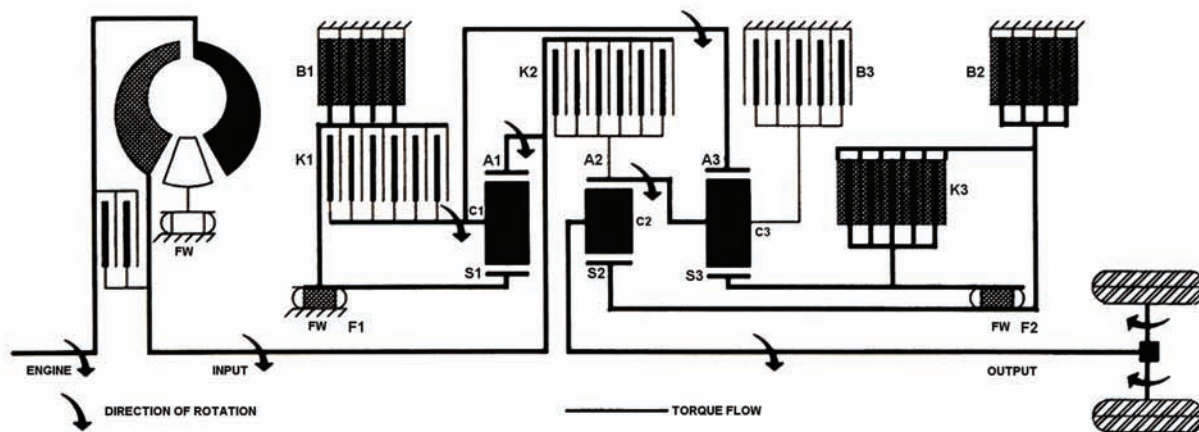 B1
K2
B3
B2
K1
A1
A2
A3
K3
C1
C2
C3
FW
S1
S2
S3
FW F1
FW F2
ENGINE
INPUT
OUTPUT
DIRECTION OF ROTATION
TORQUE FLOW